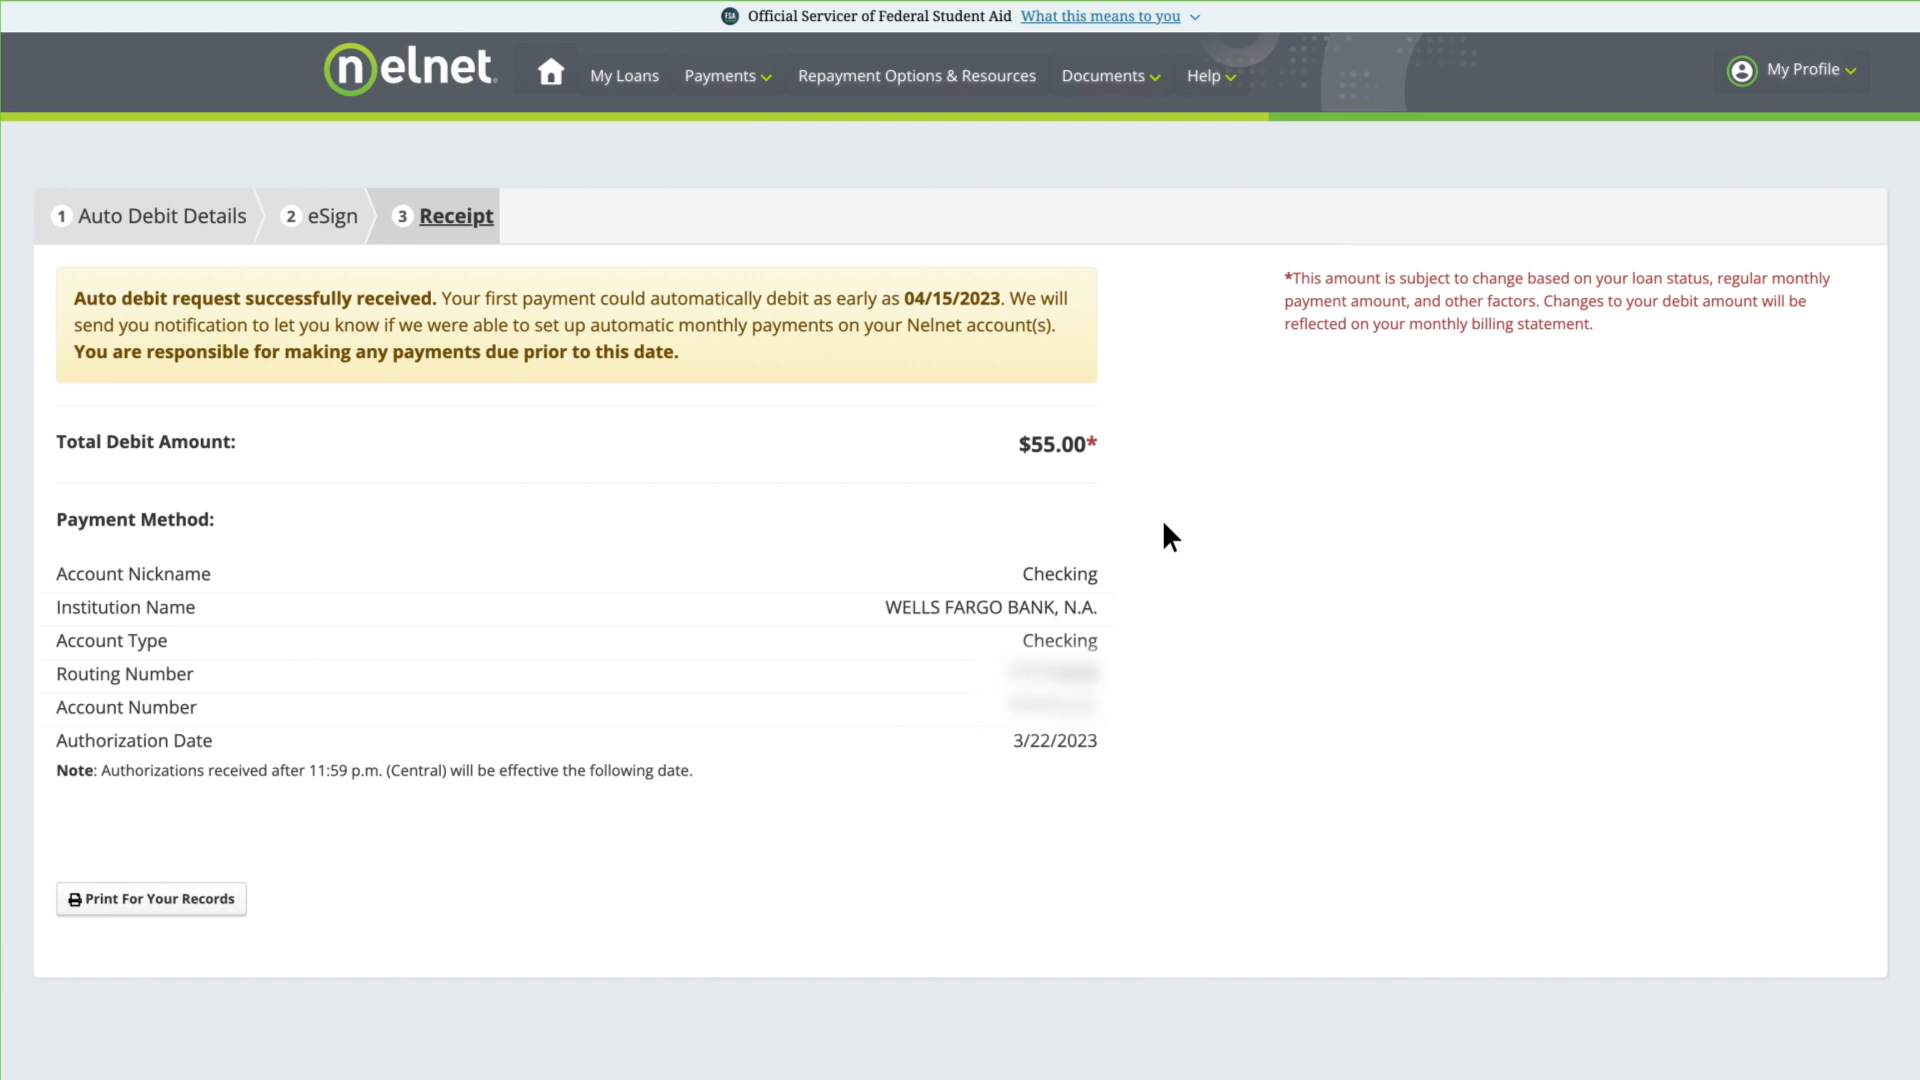 FSA Official Servicer of Federal Student Aid What this means to you
nelnet My Loans Payments Repayment Options & Resources Documents Help My Profile
1 Auto Debit Details 2 eSign 3 Receipt
Auto debit request successfully received. Your first payment could automatically debit as early as 04/15/2023. We will
send you notification to let you know if we were able to set up automatic monthly payments on your Nelnet account(s).
You are responsible for making any payments due prior to this date.
*This amount is subject to change based on your loan status, regular monthly
payment amount, and other factors. Changes to your debit amount will be
reflected on your monthly billing statement.
Total Debit Amount: $55.00*
Payment Method:
Account Nickname Checking
Institution Name WELLS FARGO BANK, N.A.
Account Type Checking
Routing Number
Account Number
Authorization Date 3/22/2023
Note: Authorizations received after 11:59 p.m. (Central) will be effective the following date.
Print For Your Records